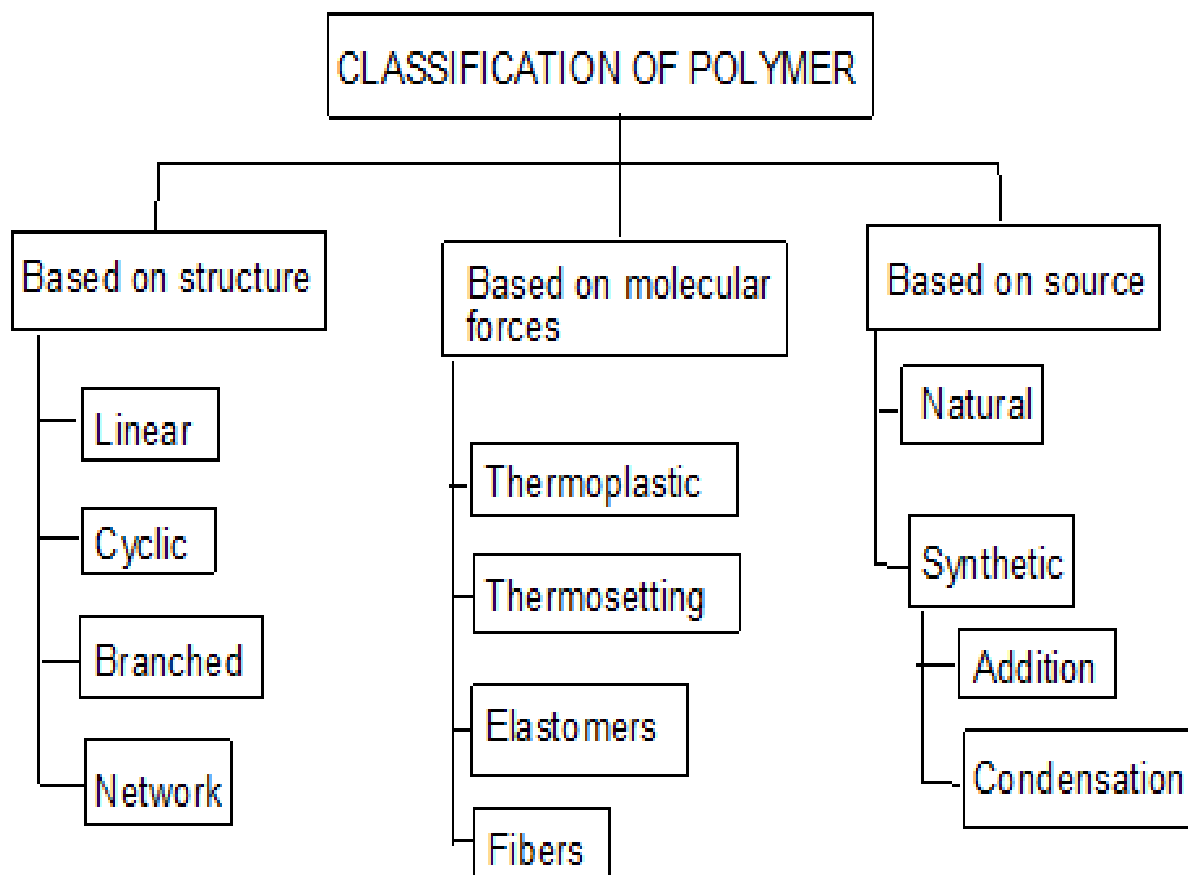 CLASSIFICATION OF POLYMER
Based on structure
Linear
Cyclic
Branched
Network
Based on molecular
forces
Thermoplastic
Thermosetting
Elastomers
Fibers
Based on source
Natural
Synthetic
Addition
Condensation